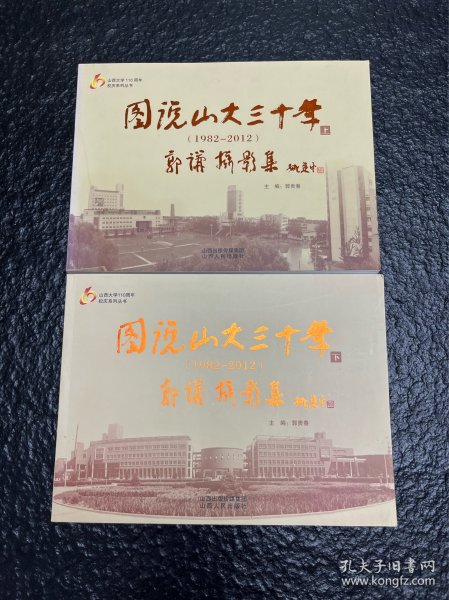 山西大学110周年
校庆系列丛书
图说山大三十年 上
(1982-2012)
郭谦摄影集
主 编：郭贵春
山西出版传媒集团
山西人民出版社
山西大学110周年
校庆系列丛书
图说山大三十年 下
(1982-2012)
郭谦摄影集
主 编：郭贵春
山西出版传媒集团
山西人民出版社
孔夫子旧书网
www.kongfz.com